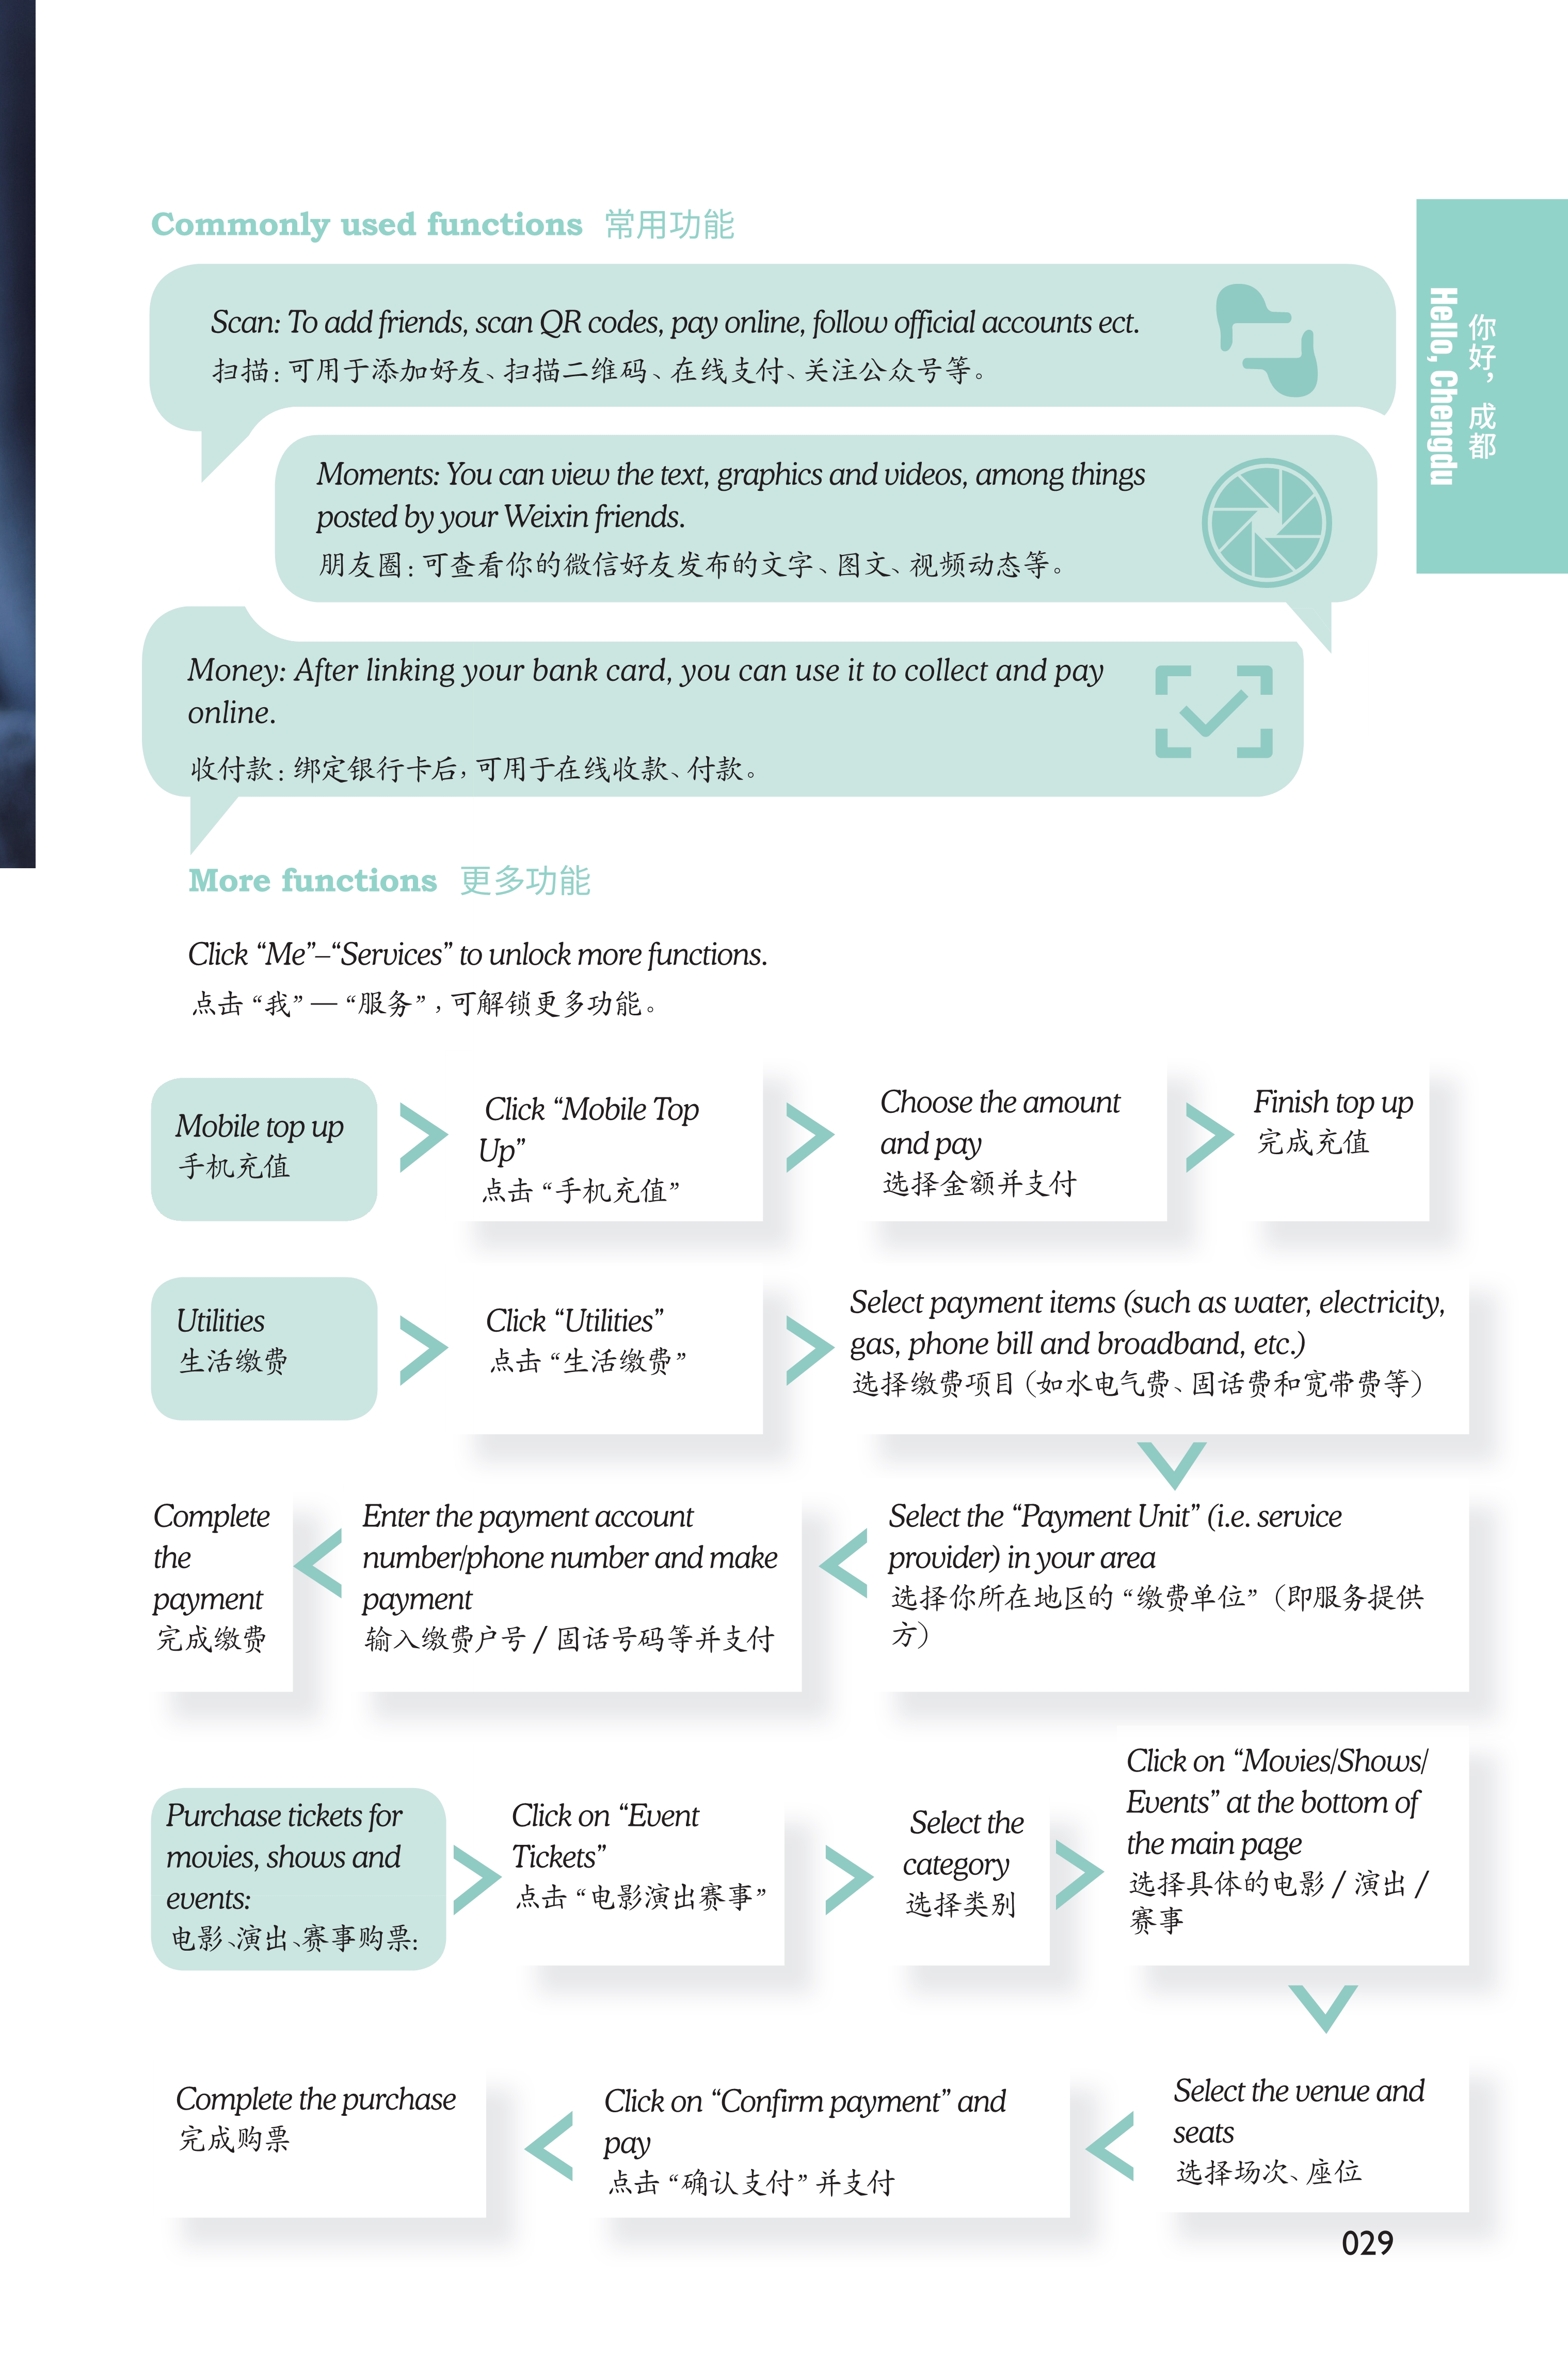 Commonly used functions 常用功能
Scan: To add friends, scan QR codes, pay online, follow official accounts ect.
扫描：可用于添加好友、扫描二维码、在线支付、关注公众号等。
Moments: You can view the text, graphics and videos, among things
posted by your Weixin friends.
朋友圈：可查看你的微信好友发布的文字、图文、视频动态等。
Money: After linking your bank card, you can use it to collect and pay
online.
收付款：绑定银行卡后，可用于在线收款、付款。
Hello, Chengdu
你好，成都
More functions 更多功能
Click “Me”–“Services” to unlock more functions.
点击“我”—“服务”，可解锁更多功能。
Mobile top up
手机充值
Click “Mobile Top
Up”
点击“手机充值”
Choose the amount
and pay
选择金额并支付
Finish top up
完成充值
Utilities
生活缴费
Click “Utilities”
点击“生活缴费”
Select payment items (such as water, electricity,
gas, phone bill and broadband, etc.)
选择缴费项目（如水电气费、固话费和宽带费等）
Select the “Payment Unit” (i.e. service
provider) in your area
选择你所在地区的“缴费单位”（即服务提供
方）
Enter the payment account
number/phone number and make
payment
输入缴费户号 / 固话号码等并支付
Complete
the
payment
完成缴费
Purchase tickets for
movies, shows and
events:
电影、演出、赛事购票：
Click on “Event
Tickets”
点击“电影演出赛事”
Select the
category
选择类别
Click on “Movies/Shows/
Events” at the bottom of
the main page
选择具体的电影 / 演出 /
赛事
Select the venue and
seats
选择场次、座位
Click on “Confirm payment” and
pay
点击“确认支付”并支付
Complete the purchase
完成购票
029